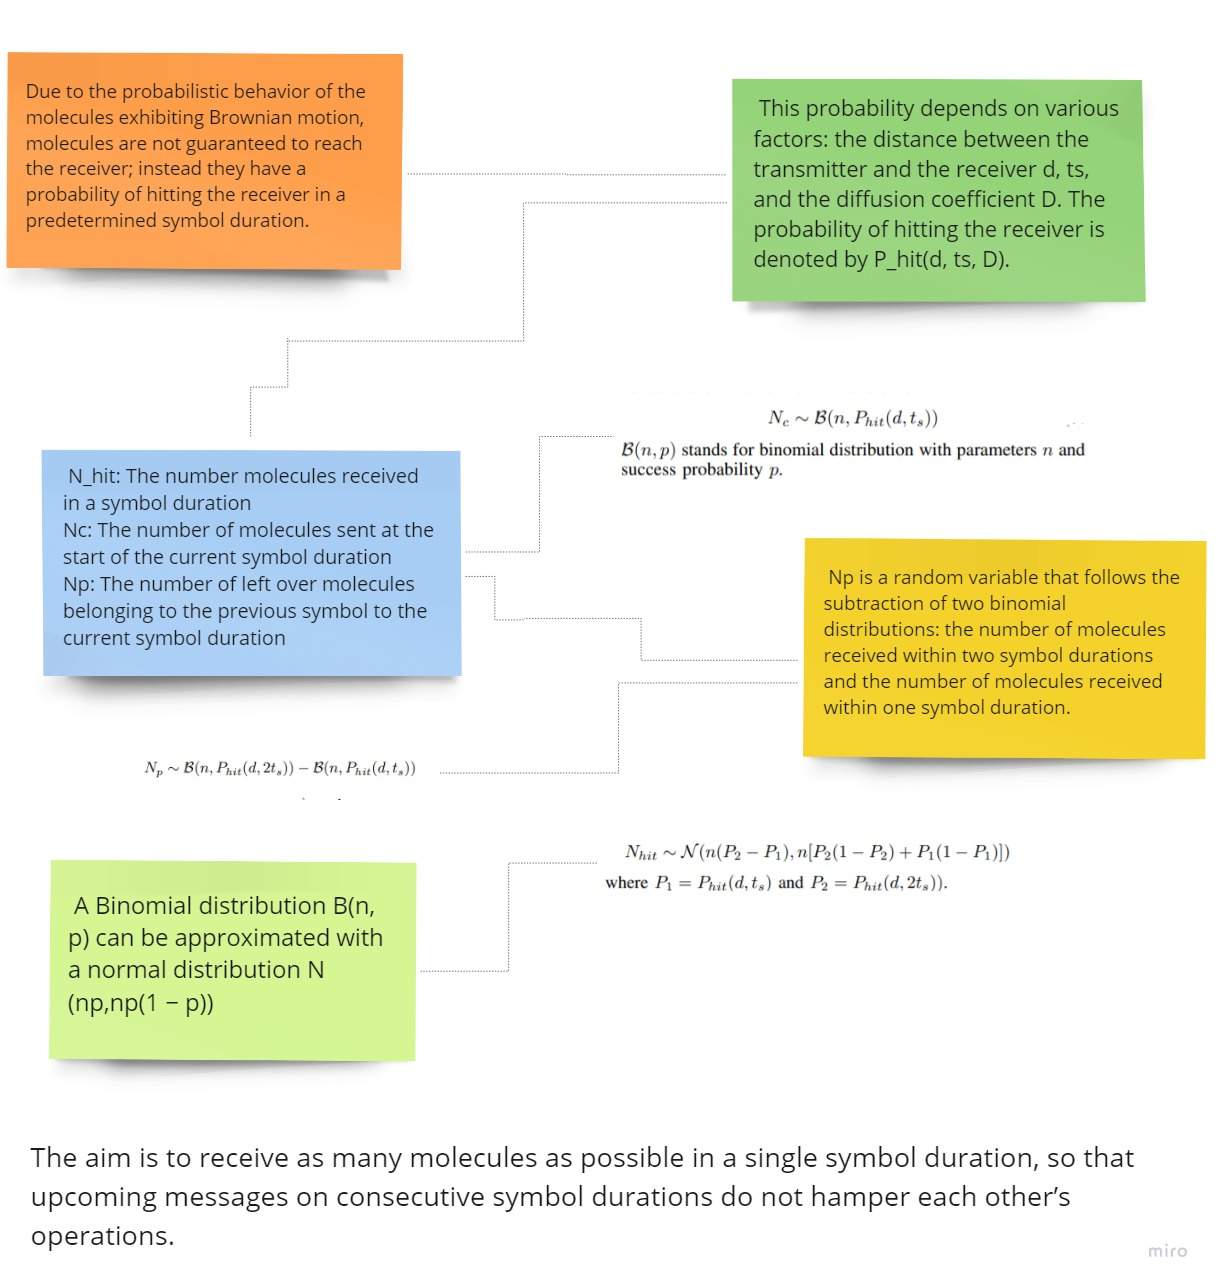 Due to the probabilistic behavior of the
molecules exhibiting Brownian motion,
molecules are not guaranteed to reach
the receiver; instead they have a
probability of hitting the receiver in a
predetermined symbol duration.
This probability depends on various
factors: the distance between the
transmitter and the receiver d, ts,
and the diffusion coefficient D. The
probability of hitting the receiver is
denoted by P_hit(d, ts, D).
N_c ~ B(n, P_hit(d, t_s))
B(n, p) stands for binomial distribution with parameters n and
success probability p.
N_hit: The number molecules received
in a symbol duration
Nc: The number of molecules sent at the
start of the current symbol duration
Np: The number of left over molecules
belonging to the previous symbol to the
current symbol duration
Np is a random variable that follows the
subtraction of two binomial
distributions: the number of molecules
received within two symbol durations
and the number of molecules received
within one symbol duration.
N_p ~ B(n, P_hit(d, 2t_s)) − B(n, P_hit(d, t_s))
N_hit ~ N(n(P_2 − P_1), n[P_2(1 − P_2) + P_1(1 − P_1)])
where P_1 = P_hit(d, t_s) and P_2 = P_hit(d, 2t_s)).
A Binomial distribution B(n,
p) can be approximated with
a normal distribution N
(np,np(1 − p))
The aim is to receive as many molecules as possible in a single symbol duration, so that
upcoming messages on consecutive symbol durations do not hamper each other’s
operations.
miro